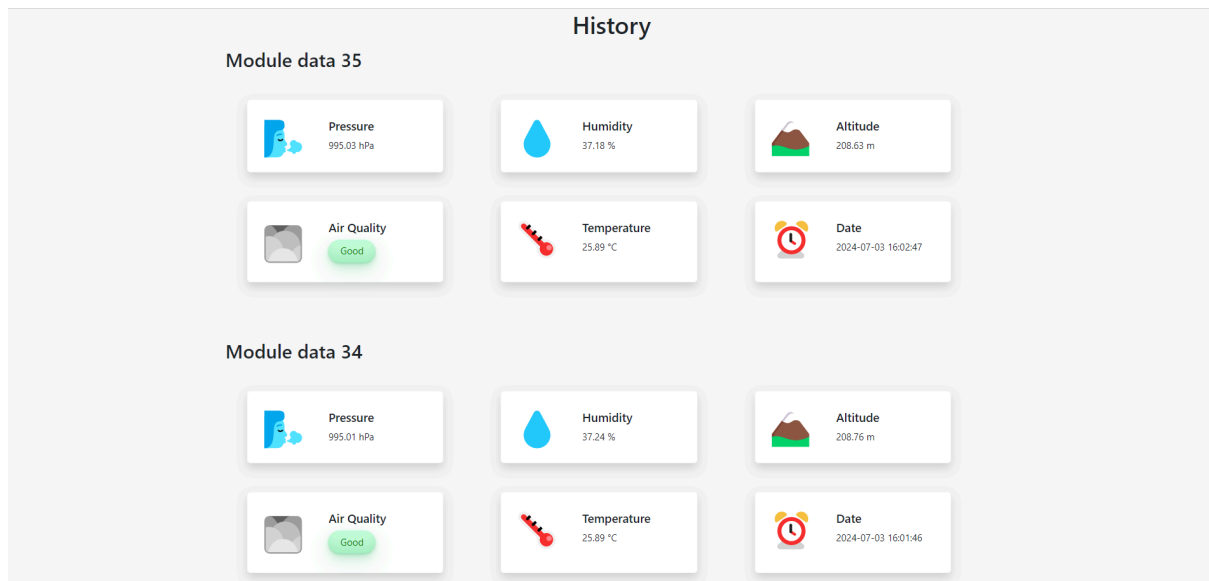 History
Module data 35
Pressure
995.03 hPa
Humidity
37.18 %
Altitude
208.63 m
Air Quality
Good
Temperature
25.89 °C
Date
2024-07-03 16:02:47
Module data 34
Pressure
995.01 hPa
Humidity
37.24 %
Altitude
208.76 m
Air Quality
Good
Temperature
25.89 °C
Date
2024-07-03 16:01:46